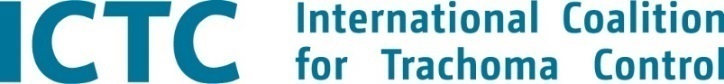 ICTC
International Coalition
for Trachoma Control